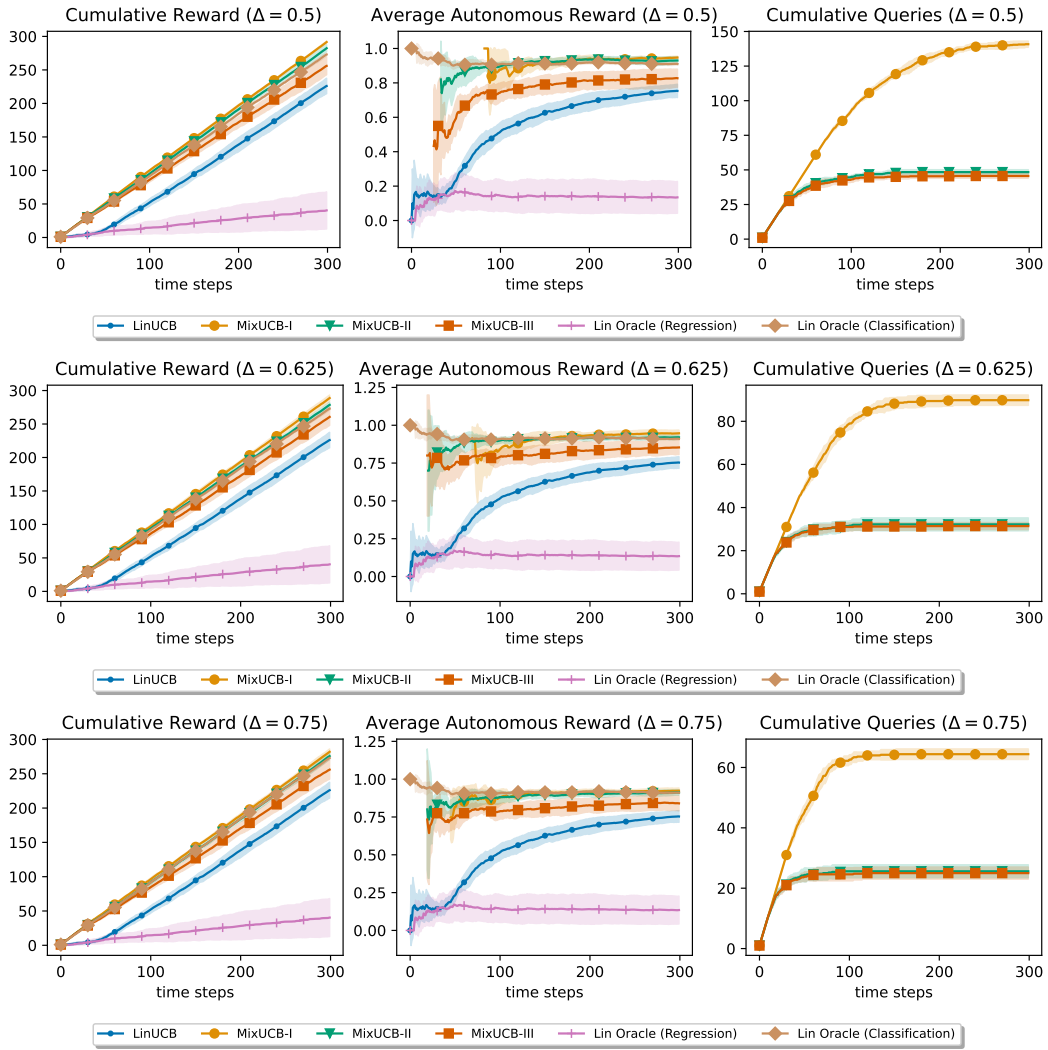 Cumulative Reward (Δ = 0.5)
Average Autonomous Reward (Δ = 0.5)
Cumulative Queries (Δ = 0.5)
300
250
200
150
100
50
0
0 100 200 300
time steps
1.0
0.8
0.6
0.4
0.2
0.0
0 100 200 300
time steps
150
125
100
75
50
25
0
0 100 200 300
time steps
LinUCB MixUCB-I MixUCB-II MixUCB-III Lin Oracle (Regression) Lin Oracle (Classification)
Cumulative Reward (Δ = 0.625)
Average Autonomous Reward (Δ = 0.625)
Cumulative Queries (Δ = 0.625)
300
250
200
150
100
50
0
0 100 200 300
time steps
1.25
1.00
0.75
0.50
0.25
0.00
0 100 200 300
time steps
80
60
40
20
0
0 100 200 300
time steps
LinUCB MixUCB-I MixUCB-II MixUCB-III Lin Oracle (Regression) Lin Oracle (Classification)
Cumulative Reward (Δ = 0.75)
Average Autonomous Reward (Δ = 0.75)
Cumulative Queries (Δ = 0.75)
300
250
200
150
100
50
0
0 100 200 300
time steps
1.25
1.00
0.75
0.50
0.25
0.00
0 100 200 300
time steps
60
40
20
0
0 100 200 300
time steps
LinUCB MixUCB-I MixUCB-II MixUCB-III Lin Oracle (Regression) Lin Oracle (Classification)